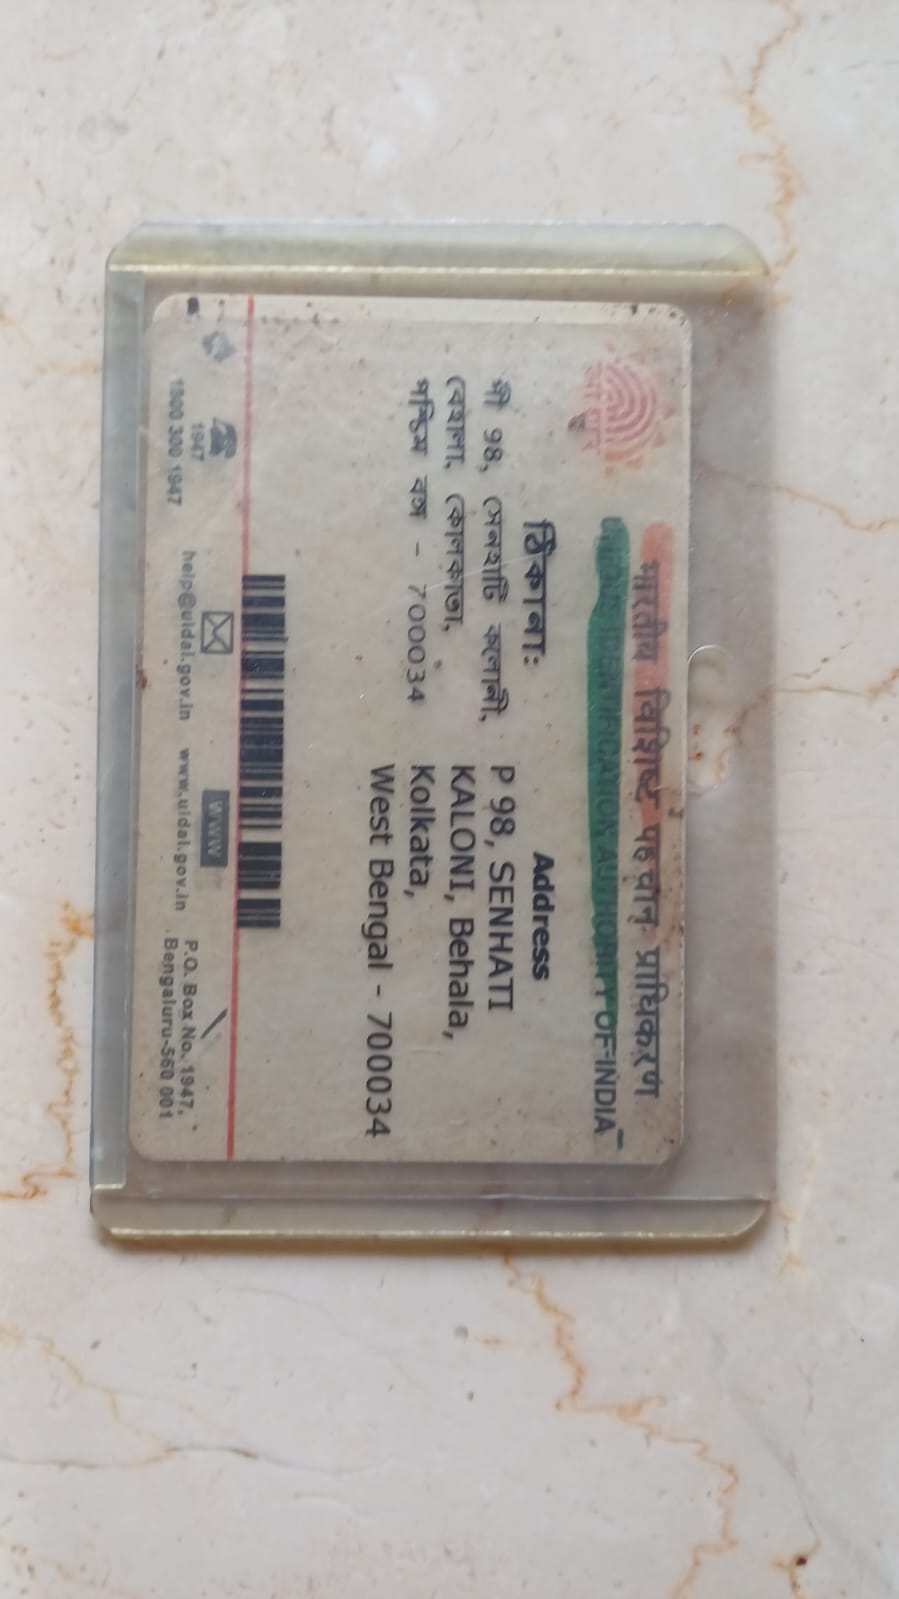 भारतीय विशिष्ट पहचान प्राधिकरण
UNIQUE IDENTIFICATION AUTHORITY OF INDIA
ঠিকানা:
পী 98, সেনহাটি কলোনী,
বেহালা, কোলকাতা,
পশ্চিম বঙ্গ - 700034
Address
P 98, SENHATI
KALONI, Behala,
Kolkata,
West Bengal - 700034
1947
1800 300 1947
help@uidai.gov.in
WWW
www.uidai.gov.in
P.O. Box No. 1947,
Bengaluru-560 001